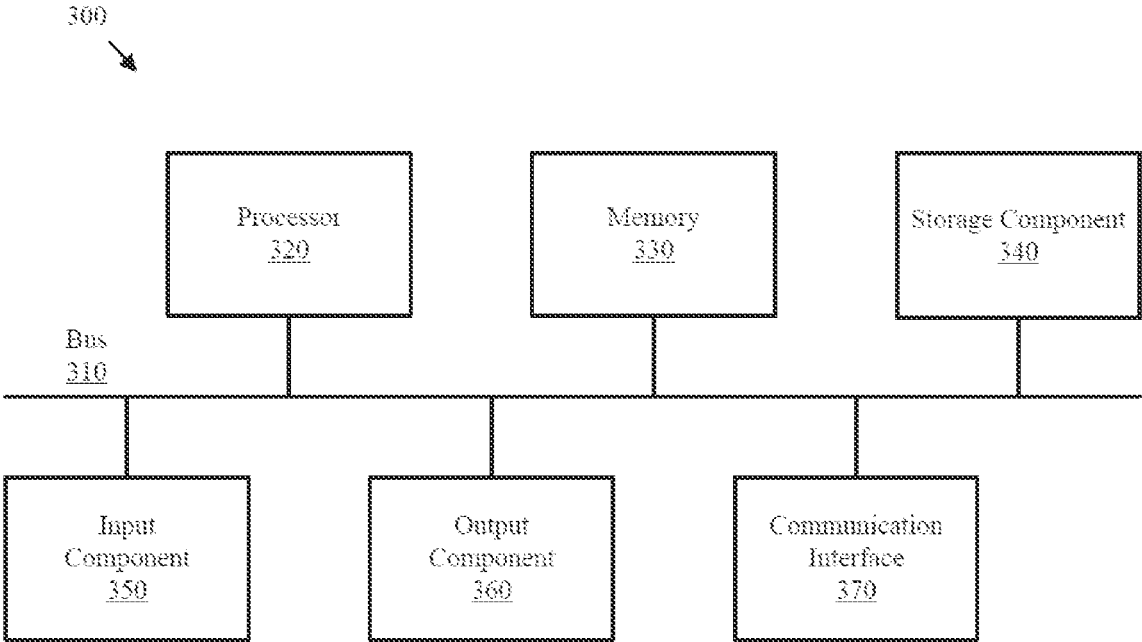 300
Processor
320
Memory
330
Storage Component
340
Bus
310
Input
Component
350
Output
Component
360
Communication
Interface
370